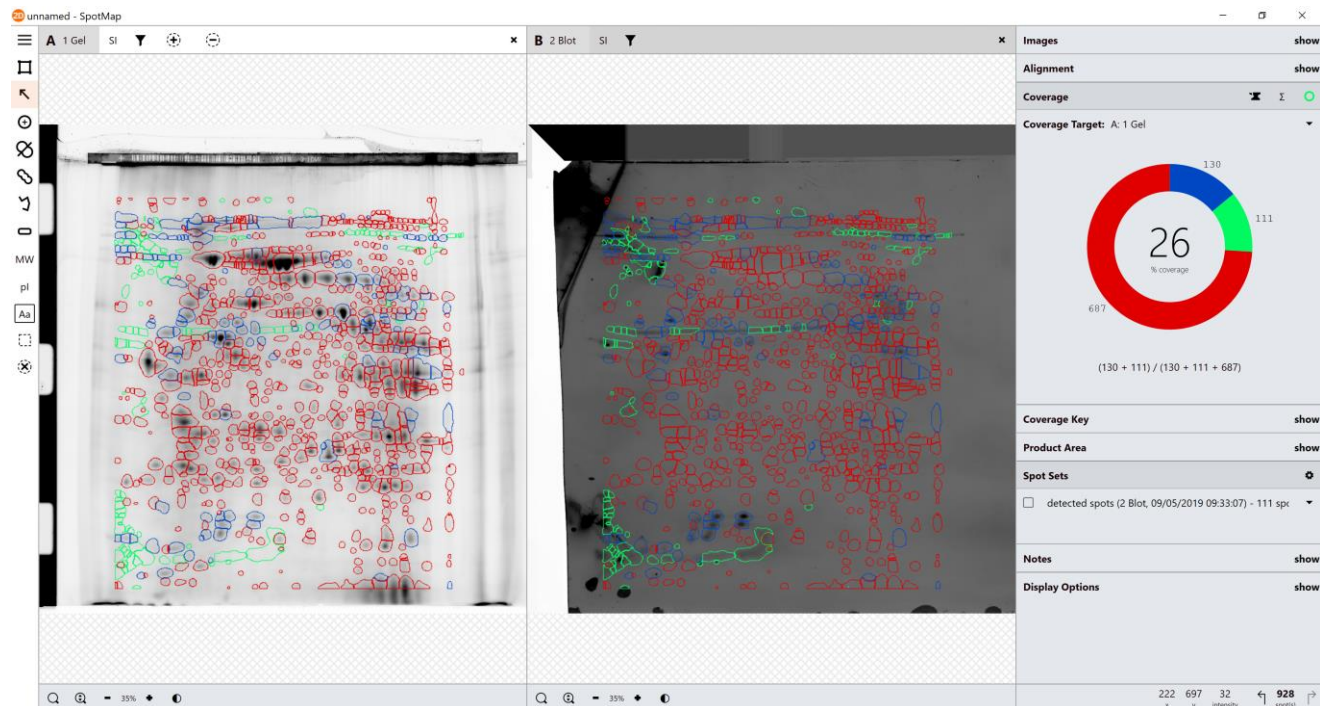 2D unnamed - SpotMap
A 1 Gel SI
B 2 Blot SI
MW
pI
Aa
35%
35%
Images show
Alignment show
Coverage Σ
Coverage Target: A: 1 Gel
130
111
687
26
% coverage
(130 + 111) / (130 + 111 + 687)
Coverage Key show
Product Area show
Spot Sets
detected spots (2 Blot, 09/05/2019 09:33:07) - 111 spo
Notes show
Display Options show
222 697 32 928
x y intensity spot(s)